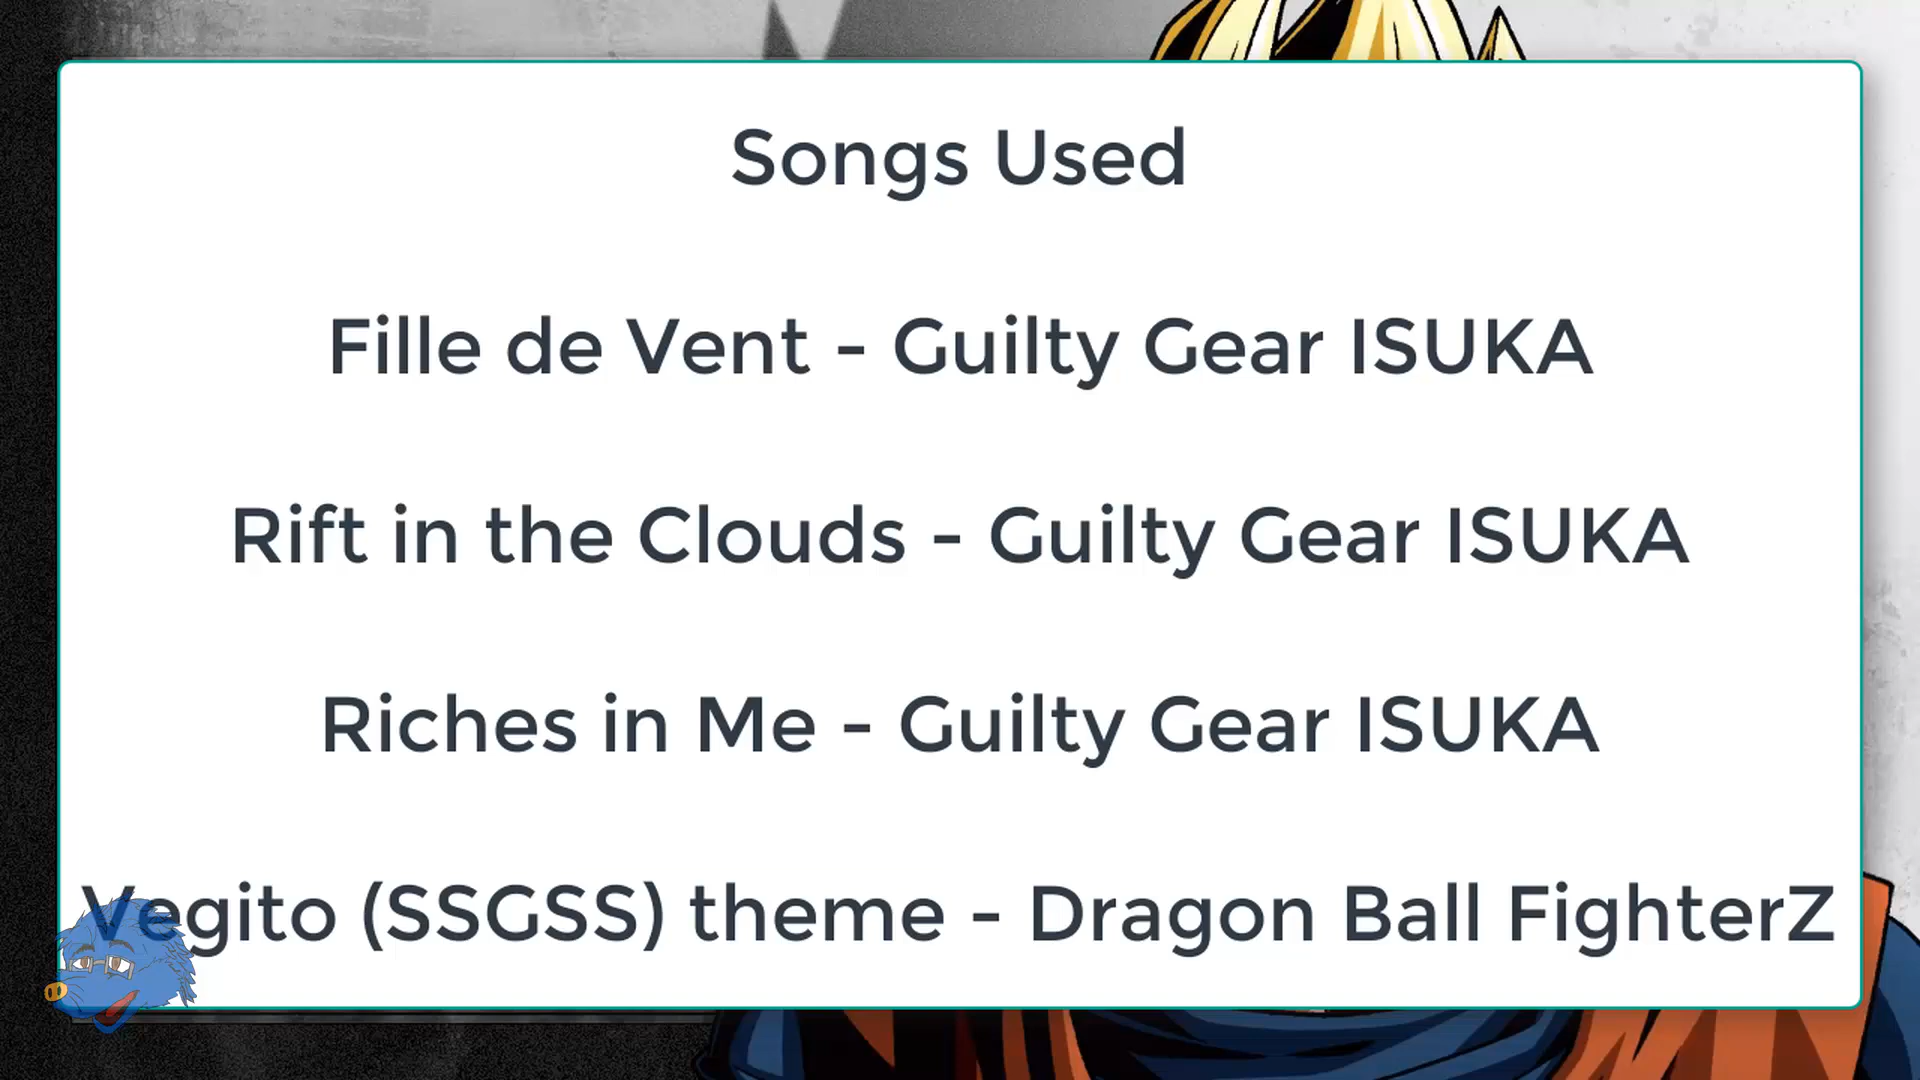 Songs Used
Fille de Vent - Guilty Gear ISUKA
Rift in the Clouds - Guilty Gear ISUKA
Riches in Me - Guilty Gear ISUKA
Vegito (SSGSS) theme - Dragon Ball FighterZ